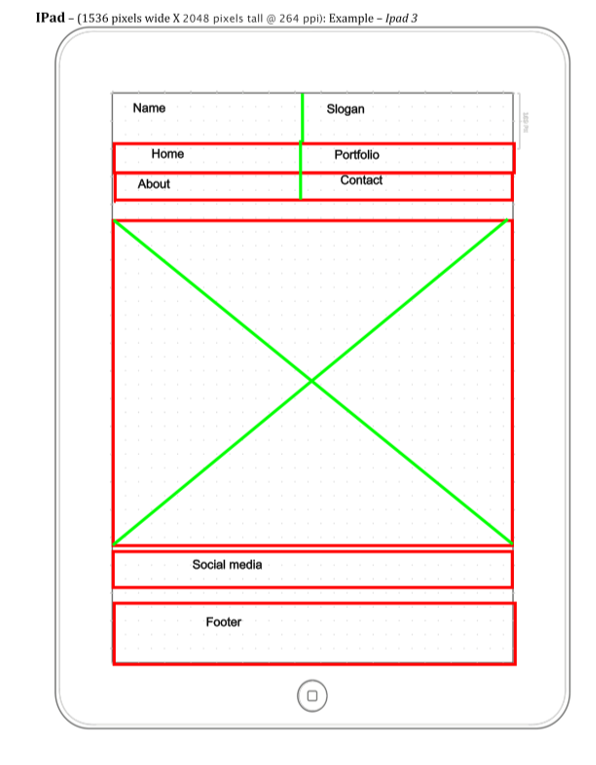 IPad – (1536 pixels wide X 2048 pixels tall @ 264 ppi): Example – Ipad 3
Name Slogan
Home Portfolio
About Contact
Social media
Footer